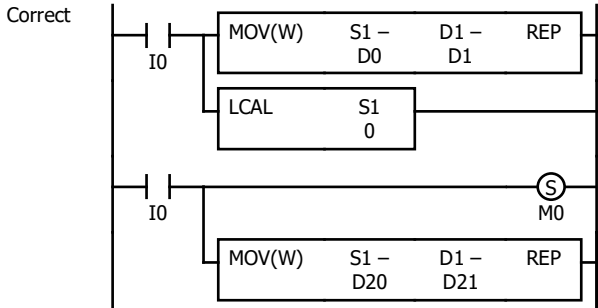 Correct
MOV(W) S1 – D1 – REP
I0 D0 D1
LCAL S1
0
S
I0 M0
MOV(W) S1 – D1 – REP
D20 D21